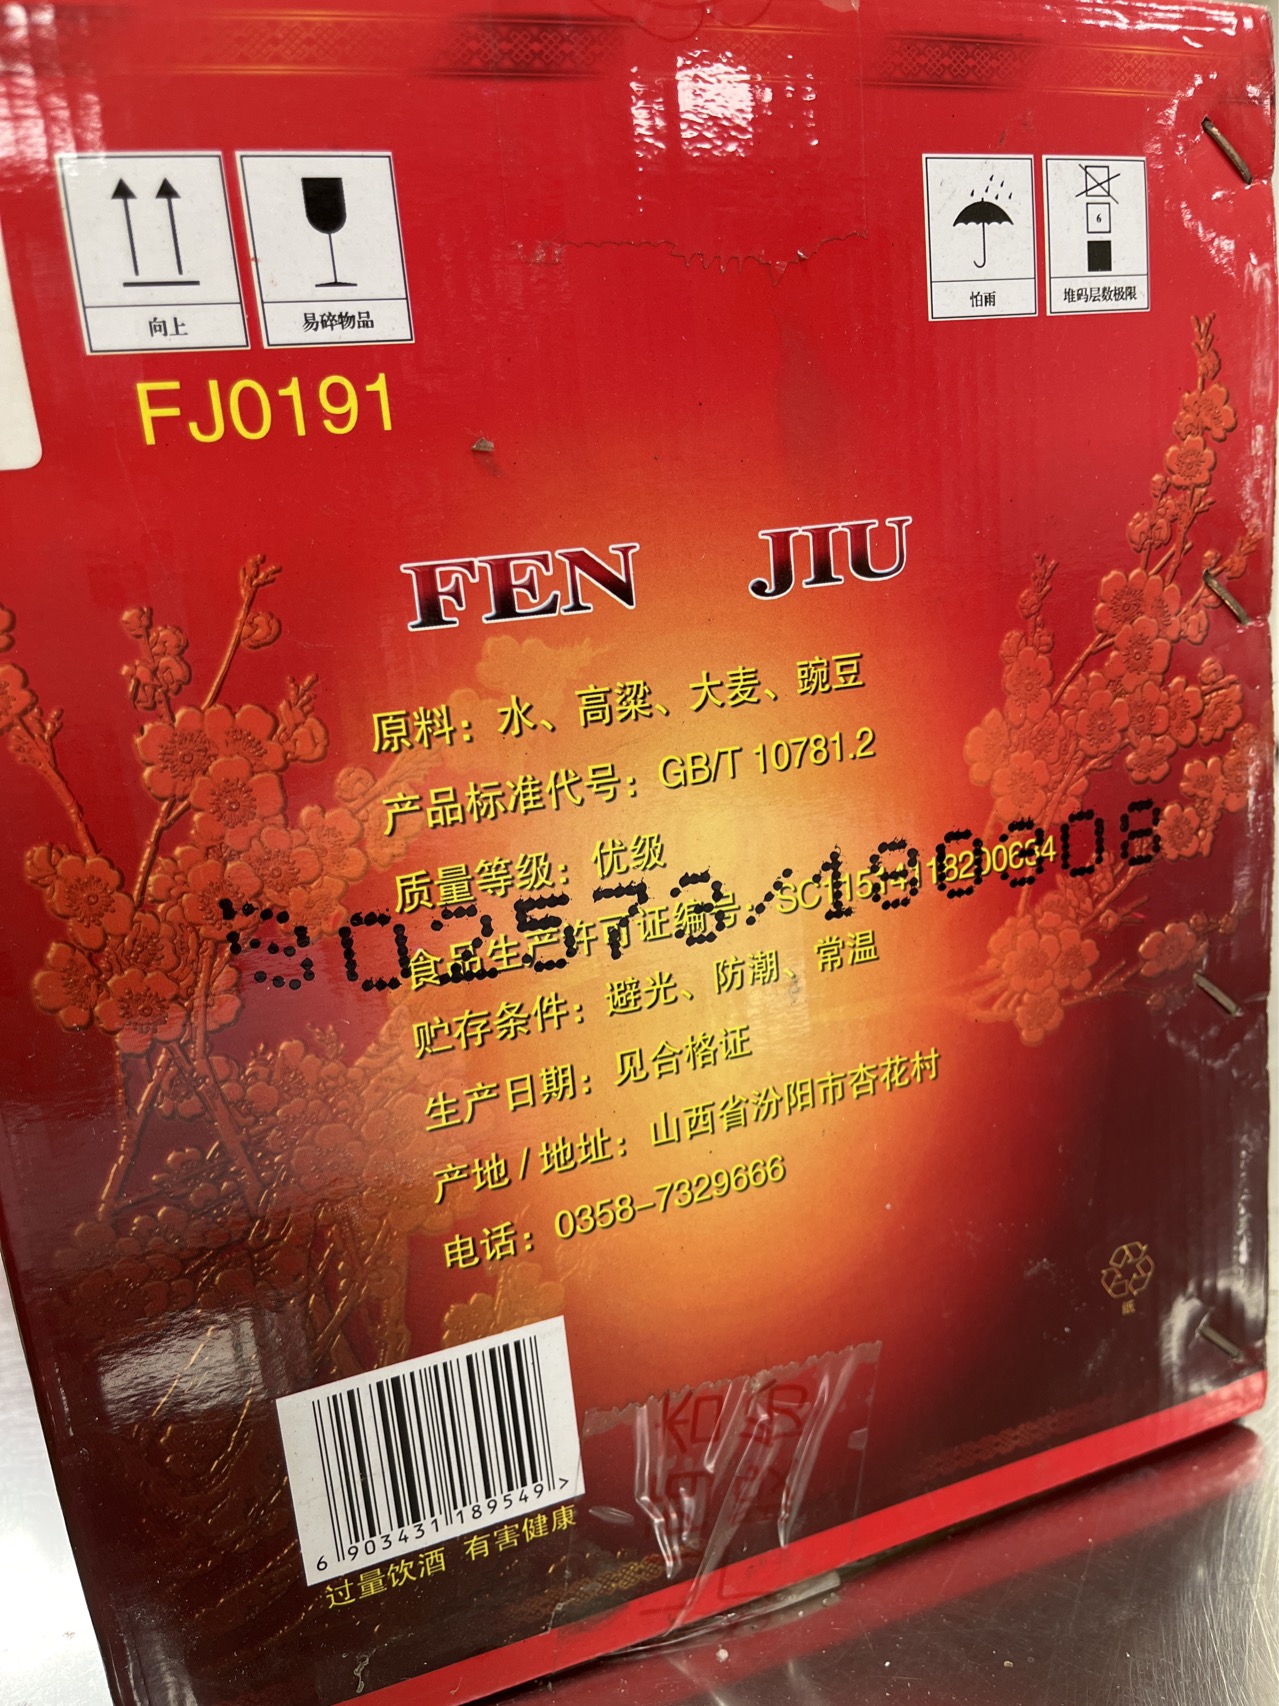 向上
易碎物品
怕雨
6
堆码层数极限
FJ0191
FEN JIU
原料：水、高粱、大麦、豌豆
产品标准代号：GB/T 10781.2
质量等级：优级
食品生产许可证编号：
贮存条件：避光、防潮、常温
生产日期：见合格证
产地/地址：山西省汾阳市杏花村
电话：0358-7329666
纸
6 903431 189549 >
过量饮酒 有害健康